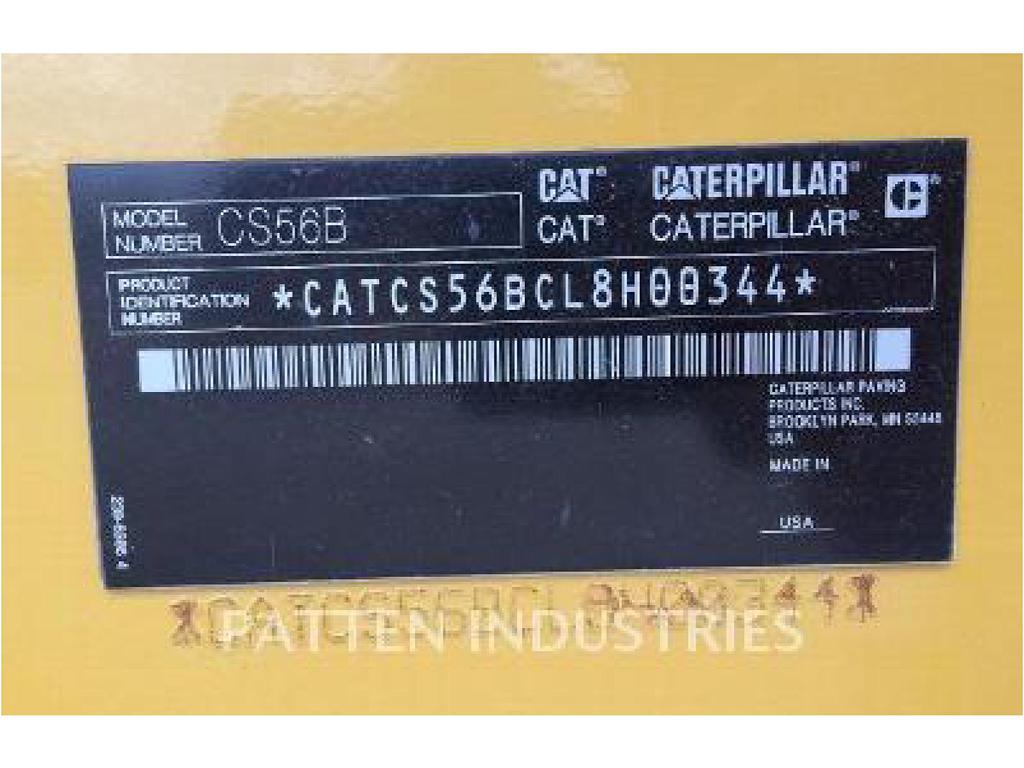 CAT® CATERPILLAR®
MODEL NUMBER CS56B
CAT® CATERPILLAR®
PRODUCT IDENTIFICATION NUMBER *CATCS56BCL8H00344*
CATERPILLAR PAVING
PRODUCTS INC.
BROOKLYN PARK, MN 55445
USA
MADE IN
USA
*CATCS56BCL8H00344*
PATTEN INDUSTRIES